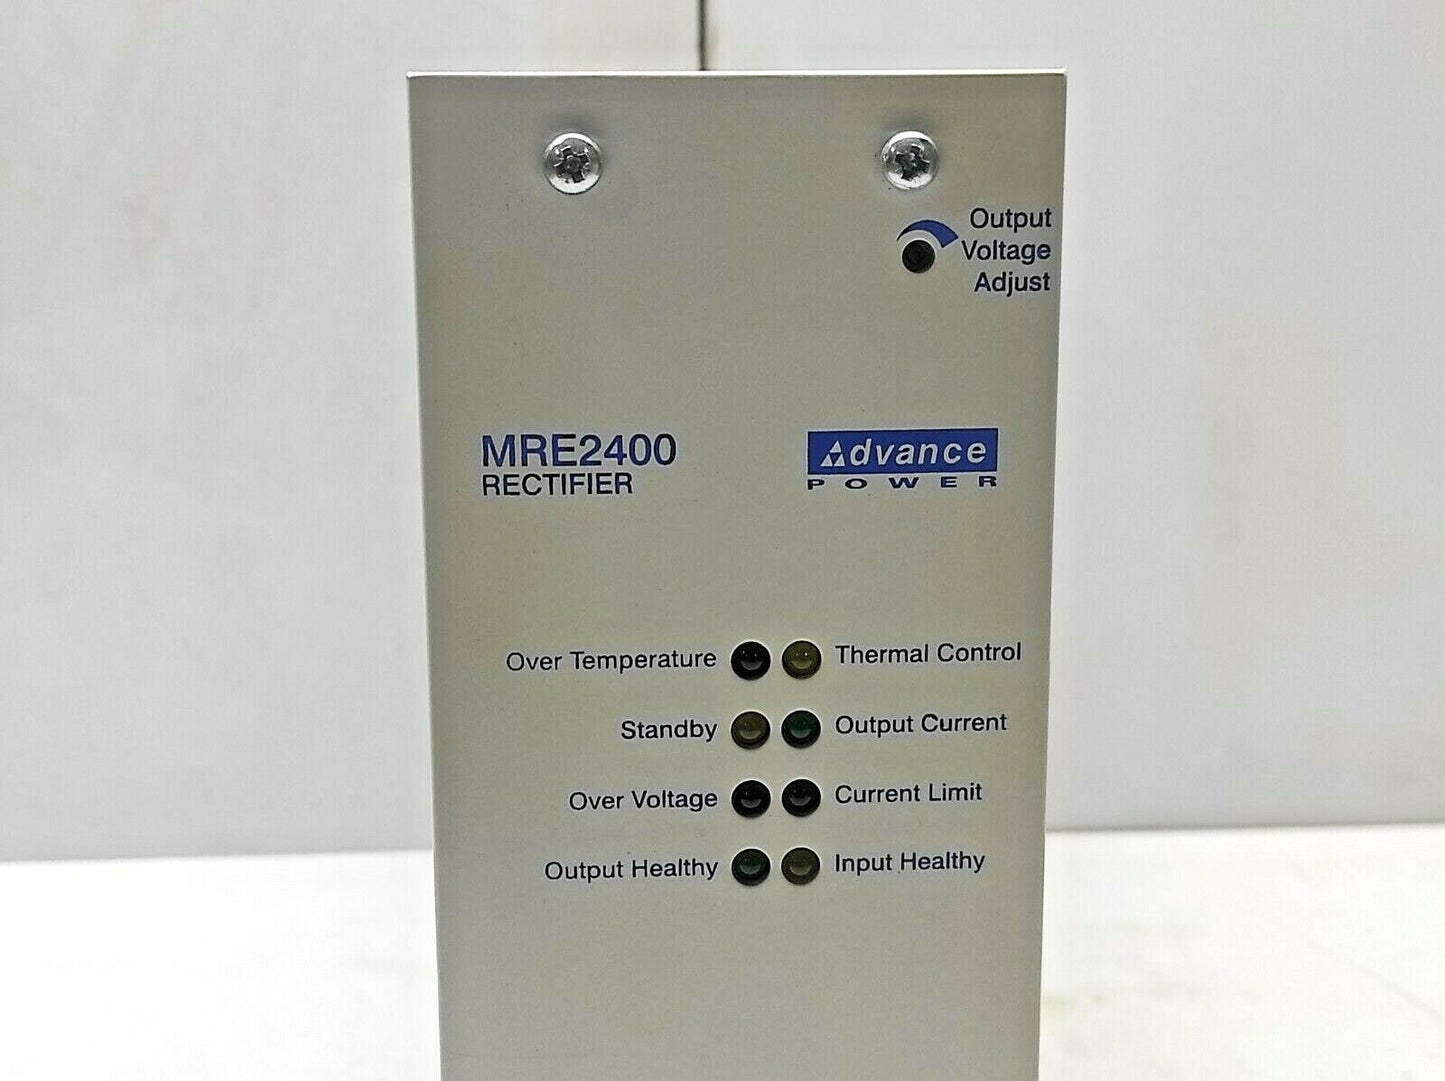 Output
Voltage
Adjust
MRE2400
RECTIFIER
Advance
POWER
Over Temperature
Thermal Control
Standby
Output Current
Over Voltage
Current Limit
Output Healthy
Input Healthy